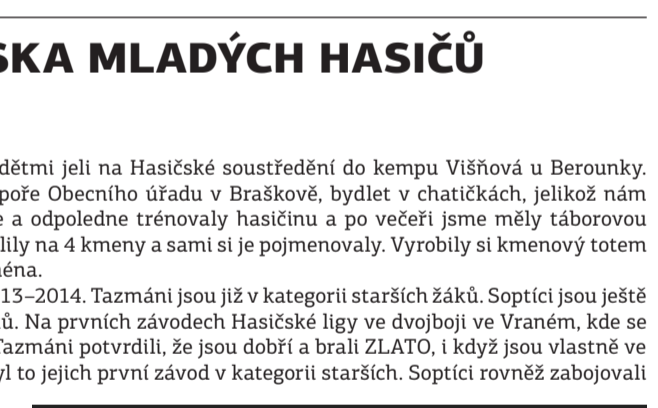 SKA MLADÝCH HASIČŮ
dětmi jeli na Hasičské soustředění do kempu Višňová u Berounky.
poře Obecního úřadu v Braškově, bydlet v chatičkách, jelikož nám
e a odpoledne trénovaly hasičinu a po večeři jsme měly táborovou
lily na 4 kmeny a sami si je pojmenovaly. Vyrobily si kmenový totem
éna.
13–2014. Tazmáni jsou již v kategorii starších žáků. Soptíci jsou ještě
ů. Na prvních závodech Hasičské ligy ve dvojboji ve Vraném, kde se
Tazmáni potvrdili, že jsou dobří a brali ZLATO, i když jsou vlastně ve
yl to jejich první závod v kategorii starších. Soptíci rovněž zabojovali